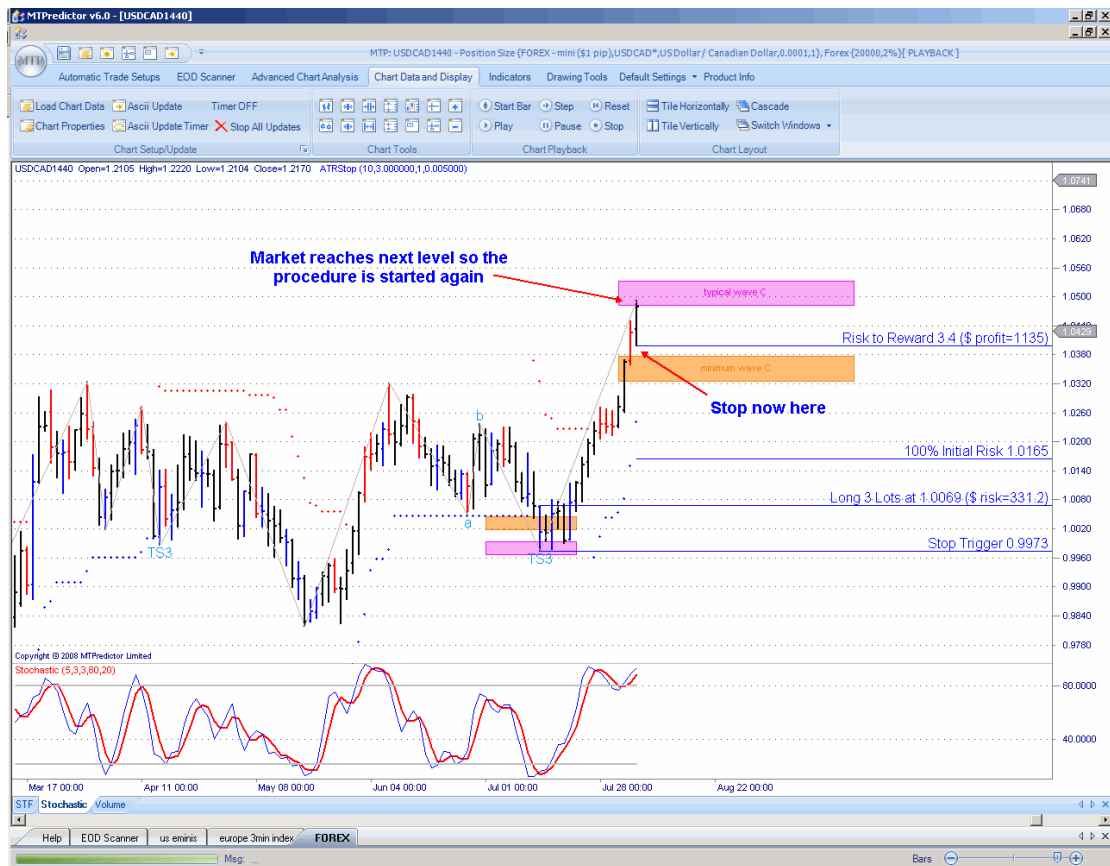 MTPredictor v6.0 - [USDCAD1440]
MTP: USDCAD1440 - Position Size {FOREX - mini ($1 pip),USDCAD*,US Dollar / Canadian Dollar,0.0001,1}, Forex {20000,2%}[ PLAYBACK ]
MTP
Automatic Trade Setups EOD Scanner Advanced Chart Analysis Chart Data and Display Indicators Drawing Tools Default Settings Product Info
Load Chart Data Ascii Update Timer OFF Start Bar Step Reset Tile Horizontally Cascade
Chart Properties Ascii Update Timer Stop All Updates Play Pause Stop Tile Vertically Switch Windows
Chart Setup/Update Chart Tools Chart Playback Chart Layout
USDCAD1440 Open=1.2105 High=1.2220 Low=1.2104 Close=1.2170 ATRStop (10,3.000000,1,0.005000)
1.0741
1.0680
1.0620
Market reaches next level so the
procedure is started again
1.0560
typical wave C
1.0500
1.0440
1.0429
Risk to Reward 3.4 ($ profit=1135)
1.0380
minimum wave C
1.0320
Stop now here
1.0260
b
1.0200
100% Initial Risk 1.0165
1.0140
Long 3 Lots at 1.0069 ($ risk=331.2)
1.0080
a
1.0020
Stop Trigger 0.9973
TS3
TS3
0.9960
0.9900
0.9840
0.9780
Copyright @ 2008 MTPredictor Limited
Stochastic (5,3,3,80,20)
80.0000
40.0000
Mar 17 00:00 Apr 11 00:00 May 08 00:00 Jun 04 00:00 Jul 01 00:00 Jul 28 00:00 Aug 22 00:00
STF Stochastic Volume
Help EOD Scanner us eminis europe 3min index FOREX
Msg: ... Bars